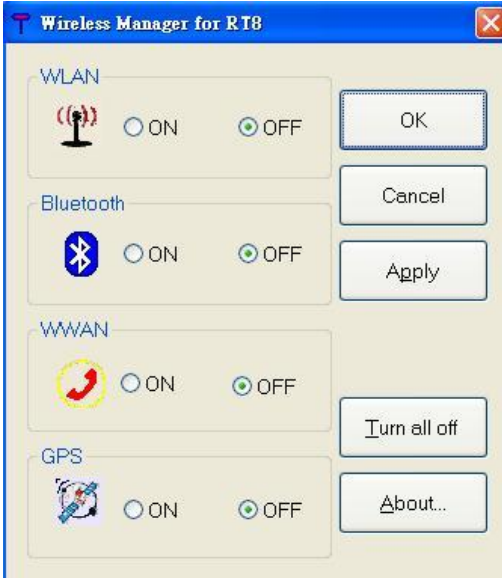 Wireless Manager for RT8
WLAN
ON OFF
OK
Cancel
Bluetooth
ON OFF
Apply
WWAN
ON OFF
Turn all off
GPS
ON OFF
About...